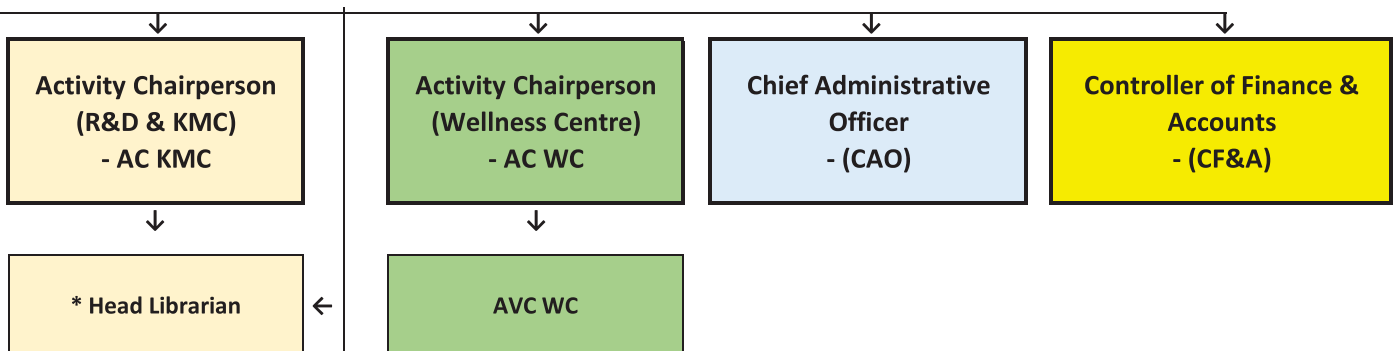 Activity Chairperson
(R&D & KMC)
- AC KMC
Activity Chairperson
(Wellness Centre)
- AC WC
Chief Administrative
Officer
- (CAO)
Controller of Finance &
Accounts
- (CF&A)
* Head Librarian
AVC WC